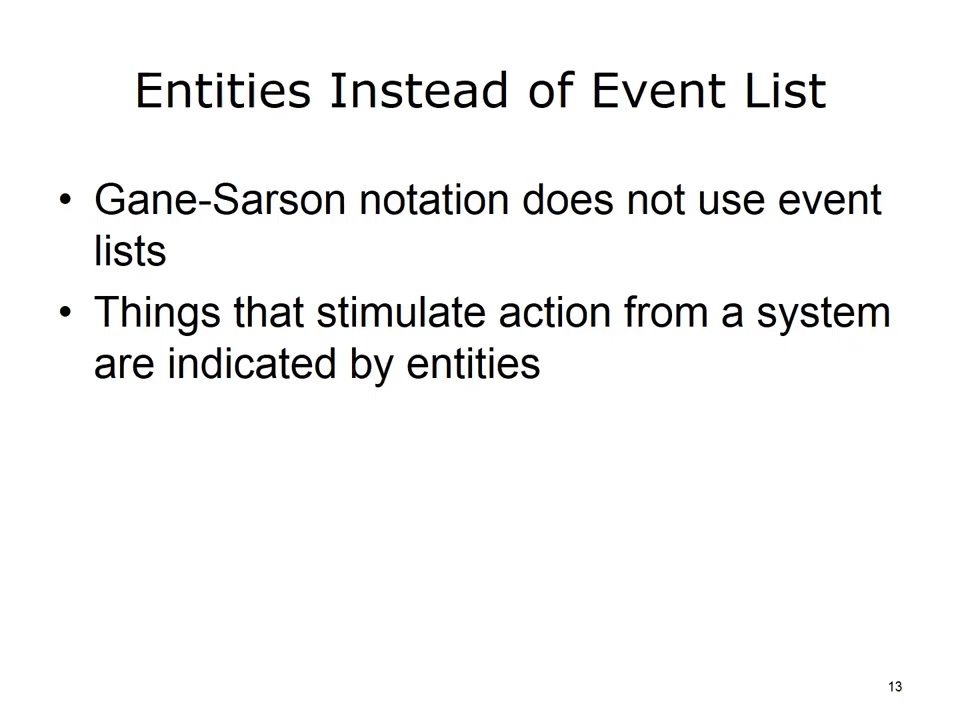 Entities Instead of Event List
• Gane-Sarson notation does not use event
lists
• Things that stimulate action from a system
are indicated by entities
13